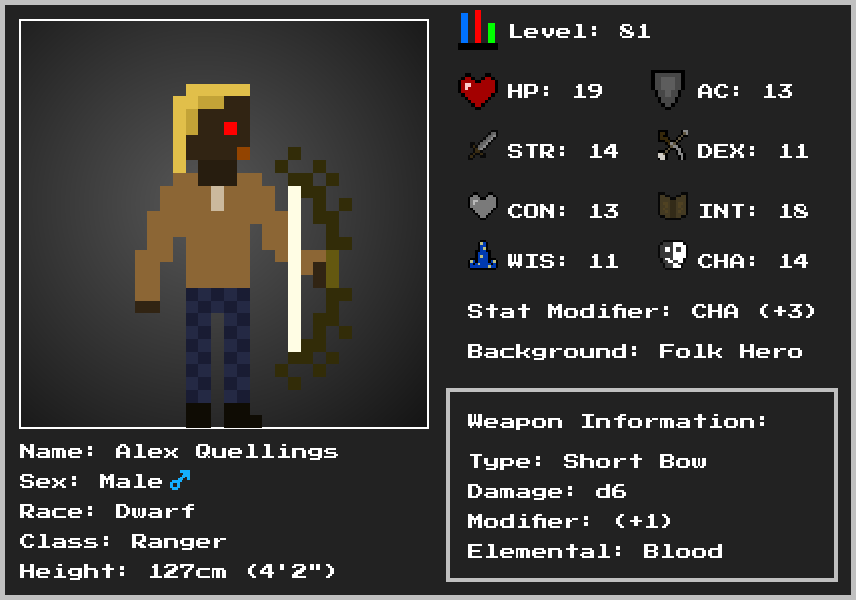 Level: 81
HP: 19 AC: 13
STR: 14 DEX: 11
CON: 13 INT: 18
WIS: 11 CHA: 14
Stat Modifier: CHA (+3)
Background: Folk Hero
Weapon Information:
Type: Short Bow
Damage: d6
Modifier: (+1)
Elemental: Blood
Name: Alex Quellings
Sex: Male ♂
Race: Dwarf
Class: Ranger
Height: 127cm (4'2")